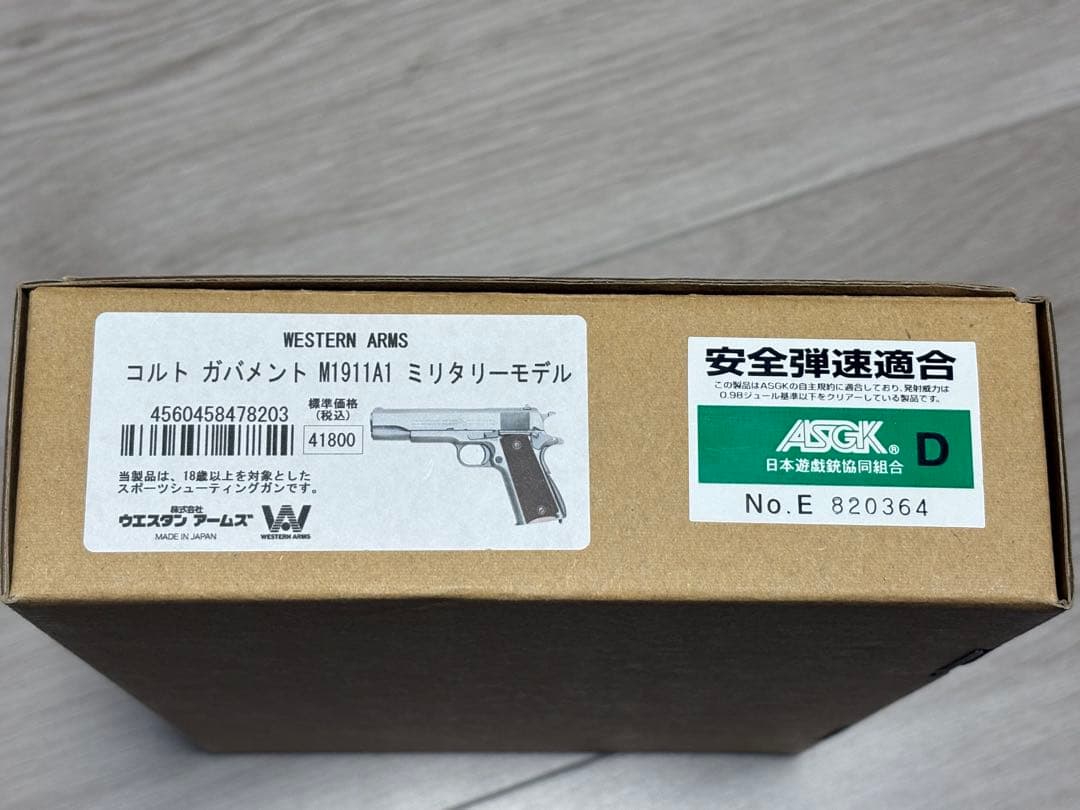 WESTERN ARMS
コルト ガバメント M1911A1 ミリタリーモデル
4560458478203
標準価格
(税込)
41800
当製品は、18歳以上を対象とした
スポーツシューティングガンです。
株式会社
ウエスタン アームズ
MADE IN JAPAN
WESTERN ARMS
安全弾速適合
この製品はASGKの自主規約に適合しており、発射威力は
0.98ジュール基準以下をクリアーしている製品です。
ASGK® D
日本遊戯銃協同組合
No.E 820364